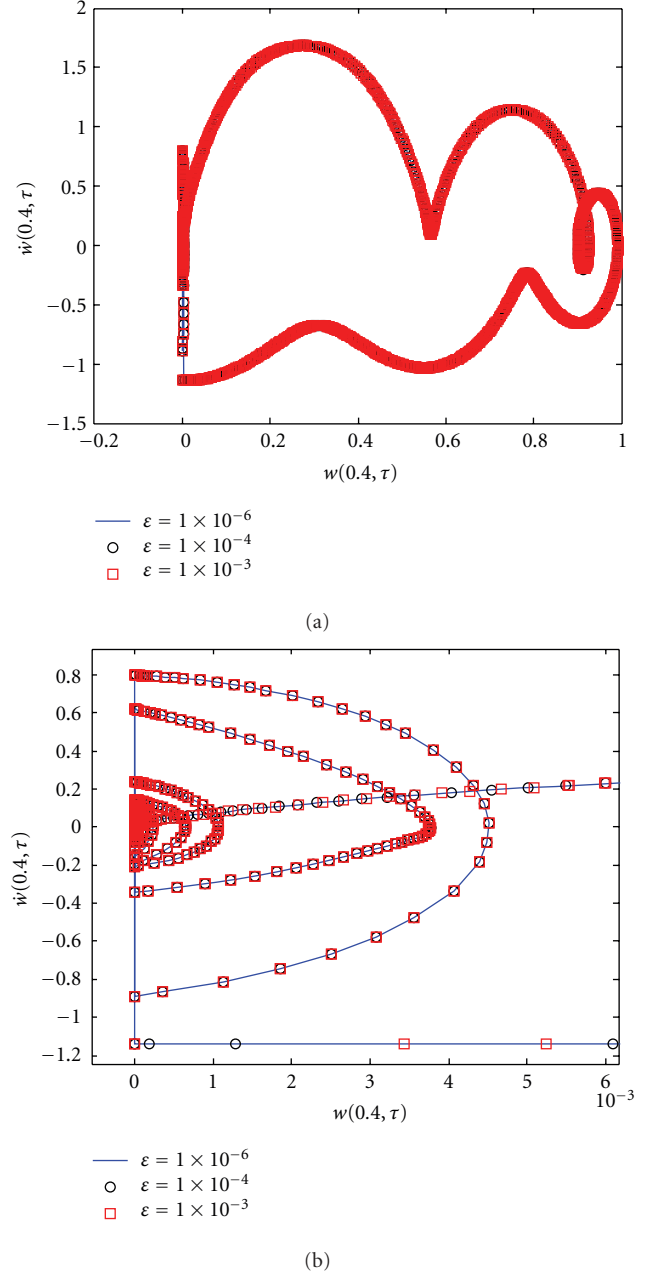 2
1.5
1
0.5
0
−0.5
−1
−1.5
−0.2 0 0.2 0.4 0.6 0.8 1
ẇ(0.4, τ)
w(0.4, τ)
ε = 1 × 10⁻⁶
ε = 1 × 10⁻⁴
ε = 1 × 10⁻³
(a)
0.8
0.6
0.4
0.2
0
−0.2
−0.4
−0.6
−0.8
−1
−1.2
0 1 2 3 4 5 6
10⁻³
ẇ(0.4, τ)
w(0.4, τ)
ε = 1 × 10⁻⁶
ε = 1 × 10⁻⁴
ε = 1 × 10⁻³
(b)